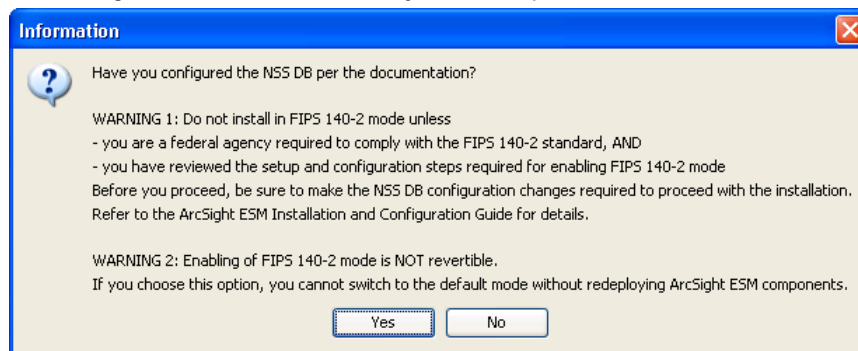 Information
Have you configured the NSS DB per the documentation?
WARNING 1: Do not install in FIPS 140-2 mode unless
- you are a federal agency required to comply with the FIPS 140-2 standard, AND
- you have reviewed the setup and configuration steps required for enabling FIPS 140-2 mode
Before you proceed, be sure to make the NSS DB configuration changes required to proceed with the installation.
Refer to the ArcSight ESM Installation and Configuration Guide for details.
WARNING 2: Enabling of FIPS 140-2 mode is NOT revertible.
If you choose this option, you cannot switch to the default mode without redeploying ArcSight ESM components.
Yes No